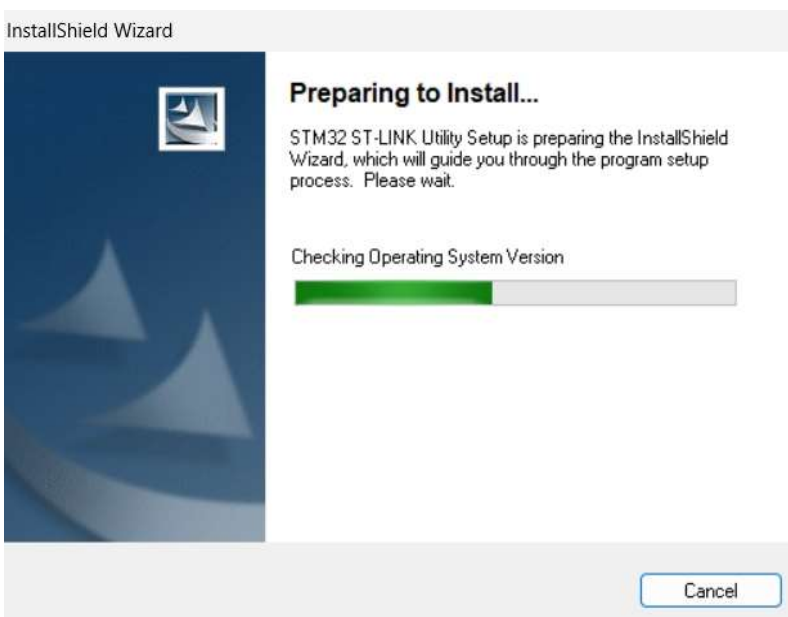 InstallShield Wizard
Preparing to Install...
STM32 ST-LINK Utility Setup is preparing the InstallShield
Wizard, which will guide you through the program setup
process. Please wait.
Checking Operating System Version
Cancel